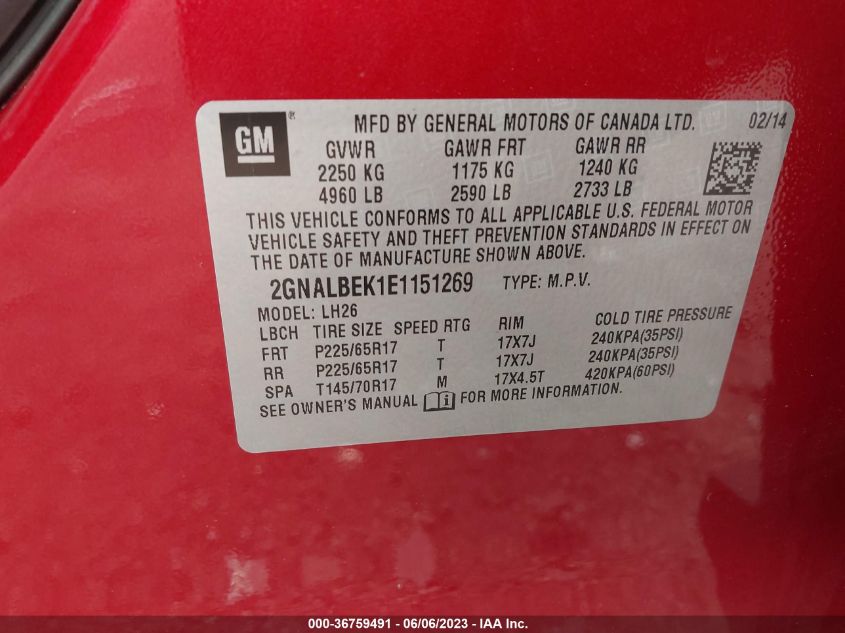 GM®
MFD BY GENERAL MOTORS OF CANADA LTD. 02/14
GVWR GAWR FRT GAWR RR
2250 KG 1175 KG 1240 KG
4960 LB 2590 LB 2733 LB
THIS VEHICLE CONFORMS TO ALL APPLICABLE U.S. FEDERAL MOTOR
VEHICLE SAFETY AND THEFT PREVENTION STANDARDS IN EFFECT ON
THE DATE OF MANUFACTURE SHOWN ABOVE.
2GNALBEK1E1151269 TYPE: M.P.V.
MODEL: LH26
LBCH TIRE SIZE SPEED RTG RIM COLD TIRE PRESSURE
FRT P225/65R17 T 17X7J 240KPA(35PSI)
RR P225/65R17 T 17X7J 240KPA(35PSI)
SPA T145/70R17 M 17X4.5T 420KPA(60PSI)
SEE OWNER'S MANUAL FOR MORE INFORMATION.
000-36759491 - 06/06/2023 - IAA Inc.